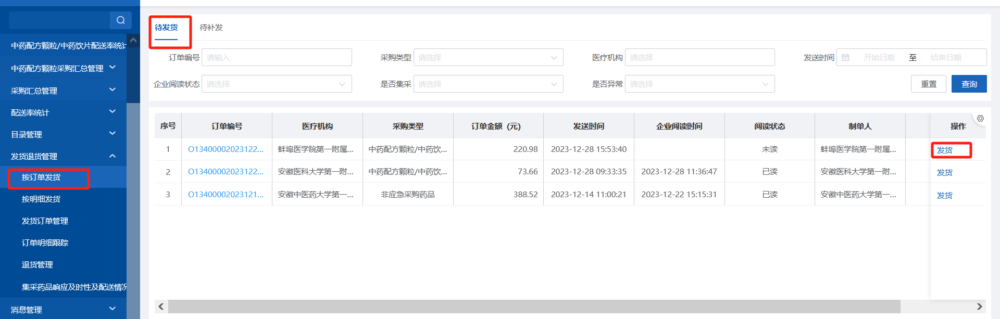 中药配方颗粒/中药饮片配送率统计
中药配方颗粒采购汇总管理
采购汇总管理
配送率统计
目录管理
发货退货管理
按订单发货
按明细发货
发货订单管理
订单明细跟踪
退货管理
集采药品响应及时性及配送情况
消息管理
待发货 待补发
订单编号 请输入 采购类型 请选择 医疗机构 请选择 发送时间 开始日期 至 结束日期
企业阅读状态 请选择 是否集采 请选择 是否异常 请选择 重置 查询
序号 订单编号 医疗机构 采购类型 订单金额（元） 发送时间 企业阅读时间 阅读状态 制单人 操作
1 O13400002023122... 蚌埠医学院第一附属... 中药配方颗粒/中药饮... 220.98 2023-12-28 15:53:40 未读 蚌埠医学院第一附属... 发货
2 O13400002023122... 安徽医科大学第一附... 中药配方颗粒/中药饮... 73.66 2023-12-28 09:33:35 2023-12-28 11:36:47 已读 安徽医科大学第一附... 发货
3 O13400002023121... 安徽中医药大学第一... 非应急采购药品 388.52 2023-12-14 11:00:21 2023-12-22 15:15:31 已读 安徽中医药大学第一... 发货